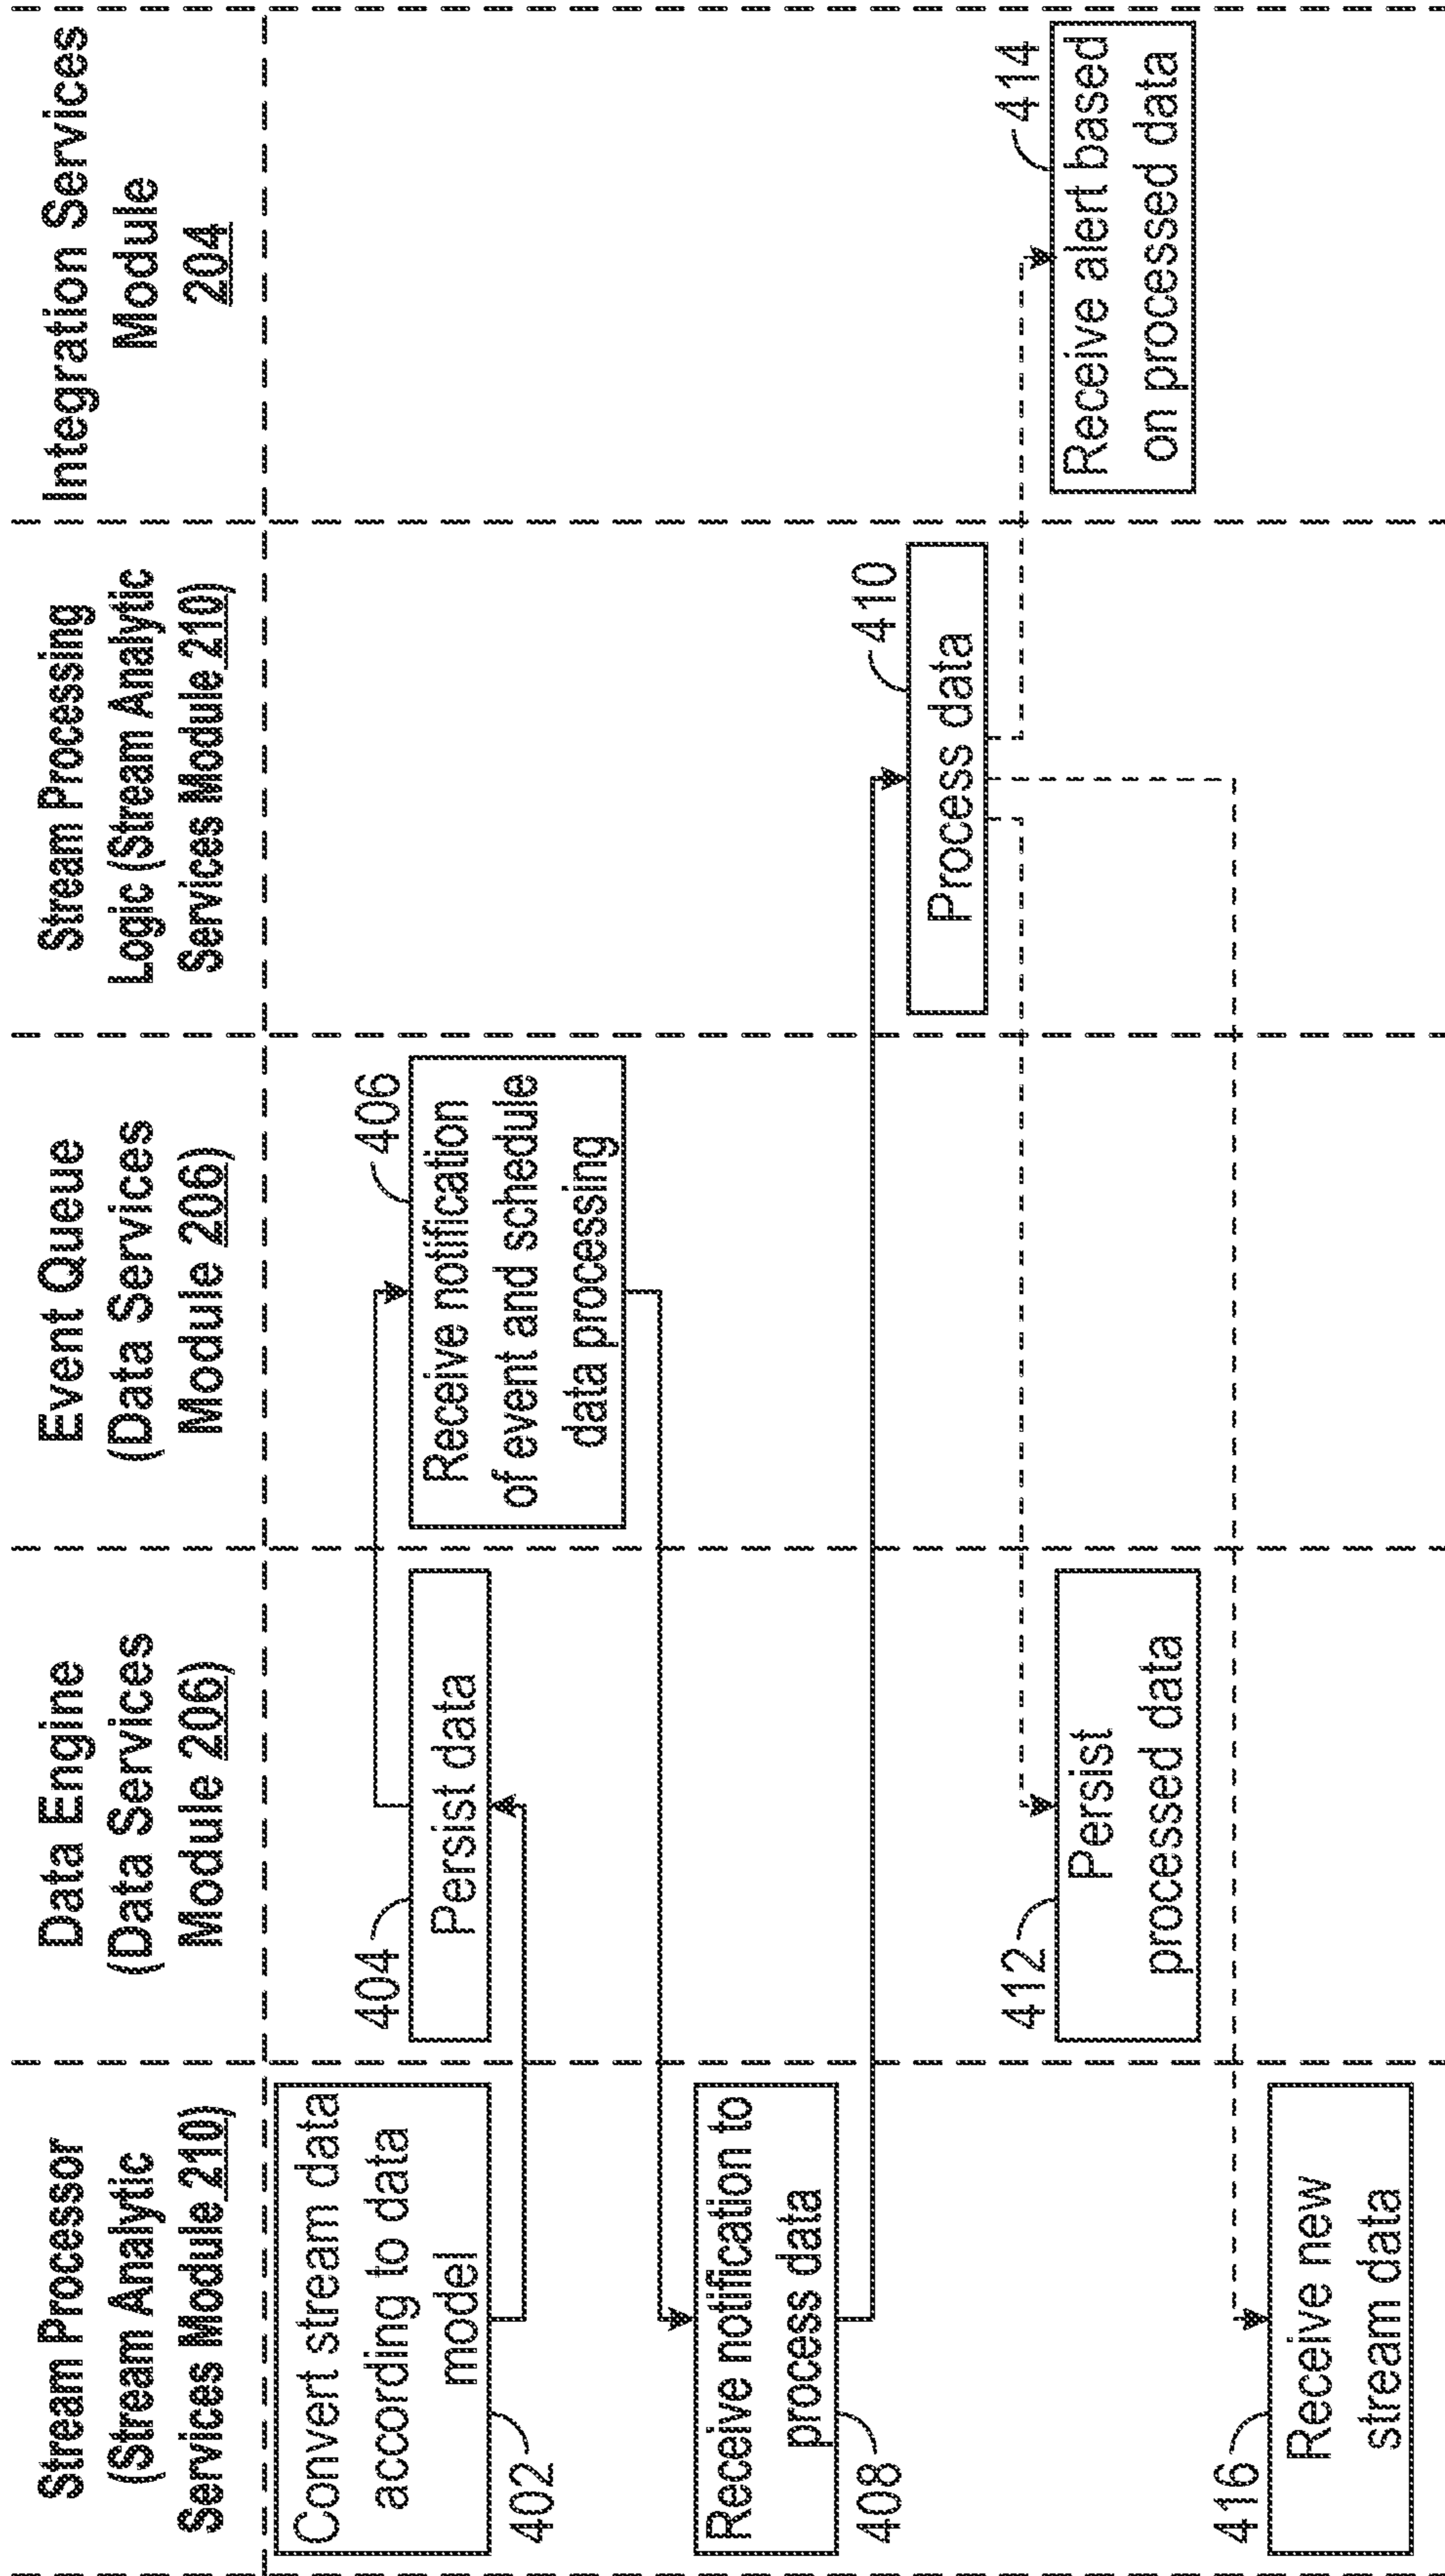 Stream Processor
(Stream Analytic
Services Module 210)
Data Engine
(Data Services
Module 206)
Event Queue
(Data Services
Module 206)
Stream Processing
Logic (Stream Analytic
Services Module 210)
Integration Services
Module
204
Convert stream data
according to data
model
402
404
Persist data
406
Receive notification
of event and schedule
data processing
Receive notification to
process data
408
410
Process data
412
Persist
processed data
414
Receive alert based
on processed data
416
Receive new
stream data